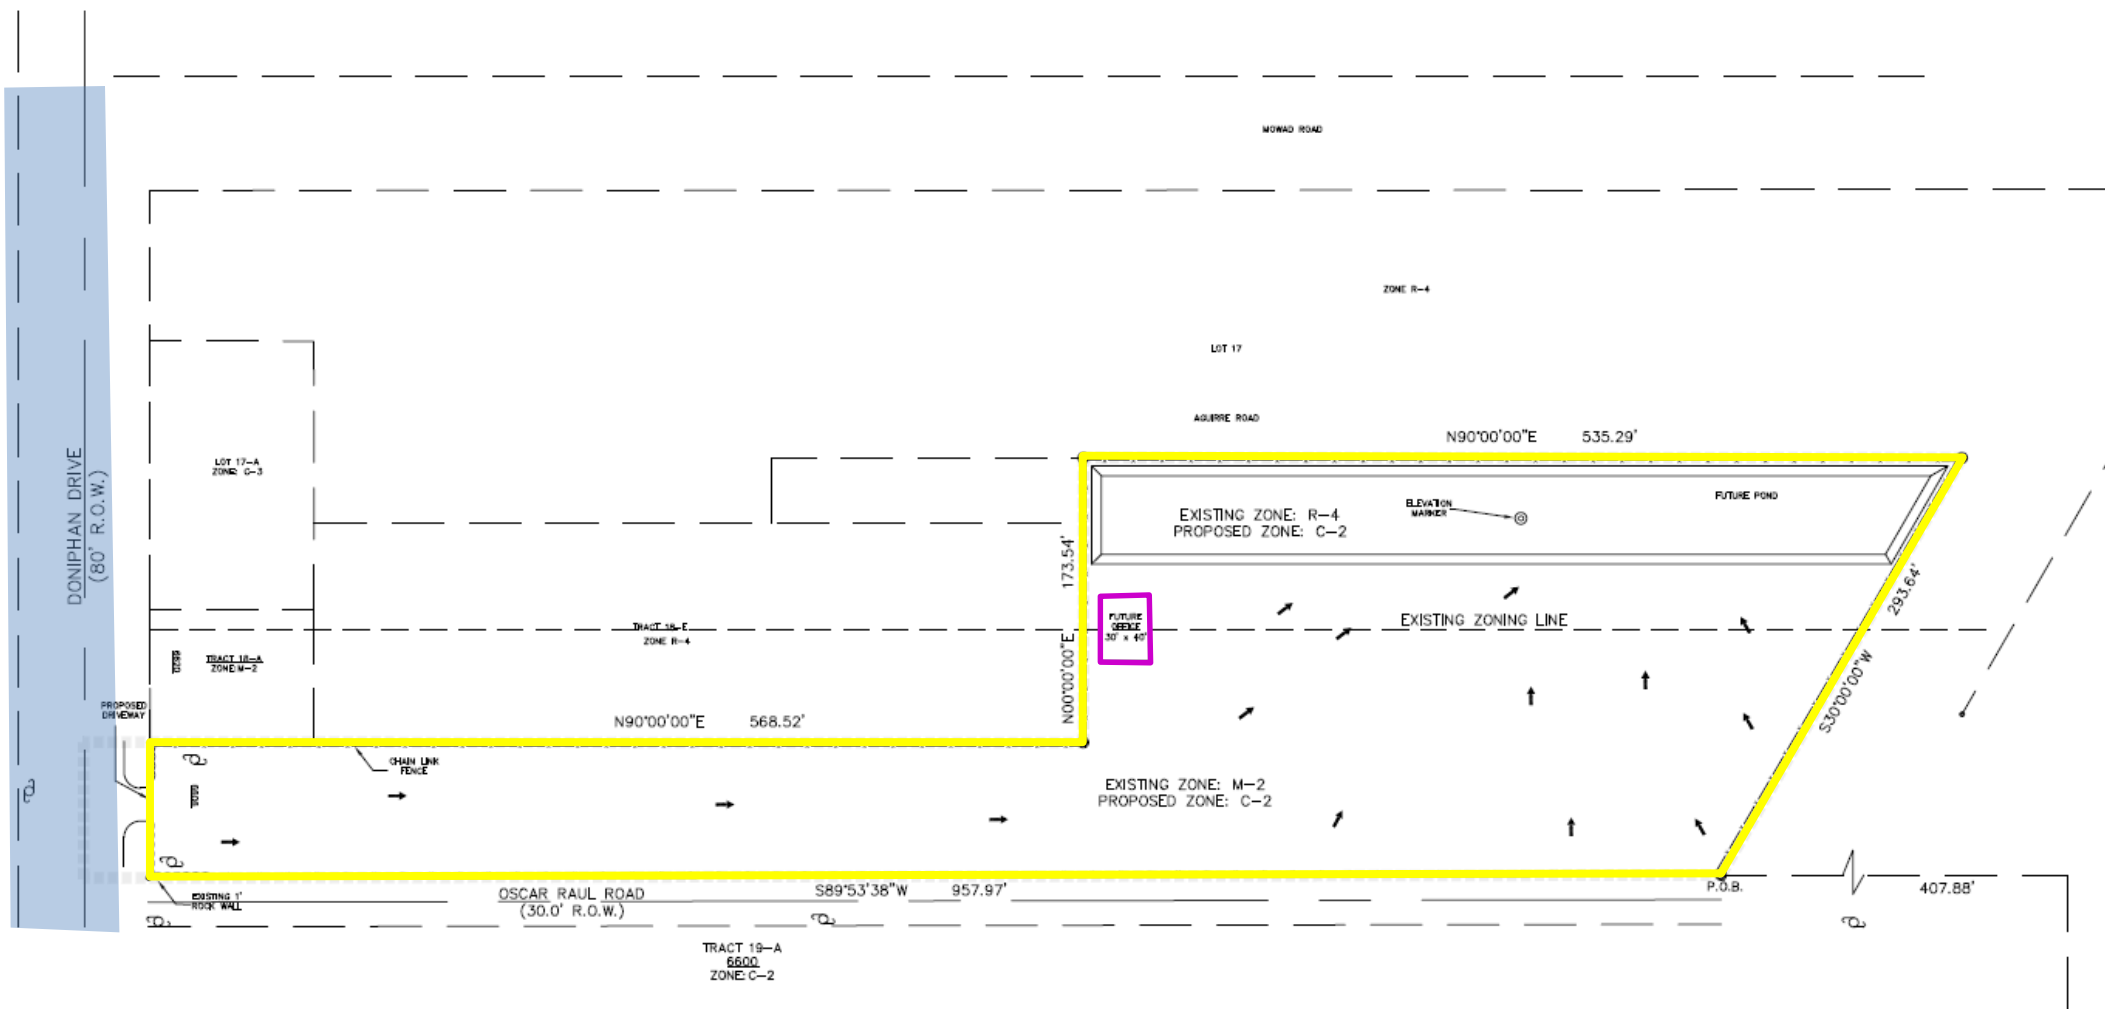 MOWAD ROAD
ZONE R-4
LOT 17
AGUIRRE ROAD
N90°00'00"E 535.29'
DONIPHAN DRIVE
(80' R.O.W.)
LOT 17-A
ZONE: C-3
EXISTING ZONE: R-4
PROPOSED ZONE: C-2
ELEVATION
MARKER
FUTURE POND
N00°00'00"E 173.54'
FUTURE
OFFICE
30' x 40'
EXISTING ZONING LINE
S30°00'00"W 293.64'
TRACT 18-E
ZONE R-4
TRACT 18-A
ZONE: M-2
PROPOSED
DRIVEWAY
N90°00'00"E 568.52'
CHAIN LINK
FENCE
EXISTING ZONE: M-2
PROPOSED ZONE: C-2
EXISTING 1'
ROCK WALL
OSCAR RAUL ROAD
(30.0' R.O.W.)
S89°53'38"W 957.97'
P.O.B.
407.88'
TRACT 19-A
6600
ZONE: C-2